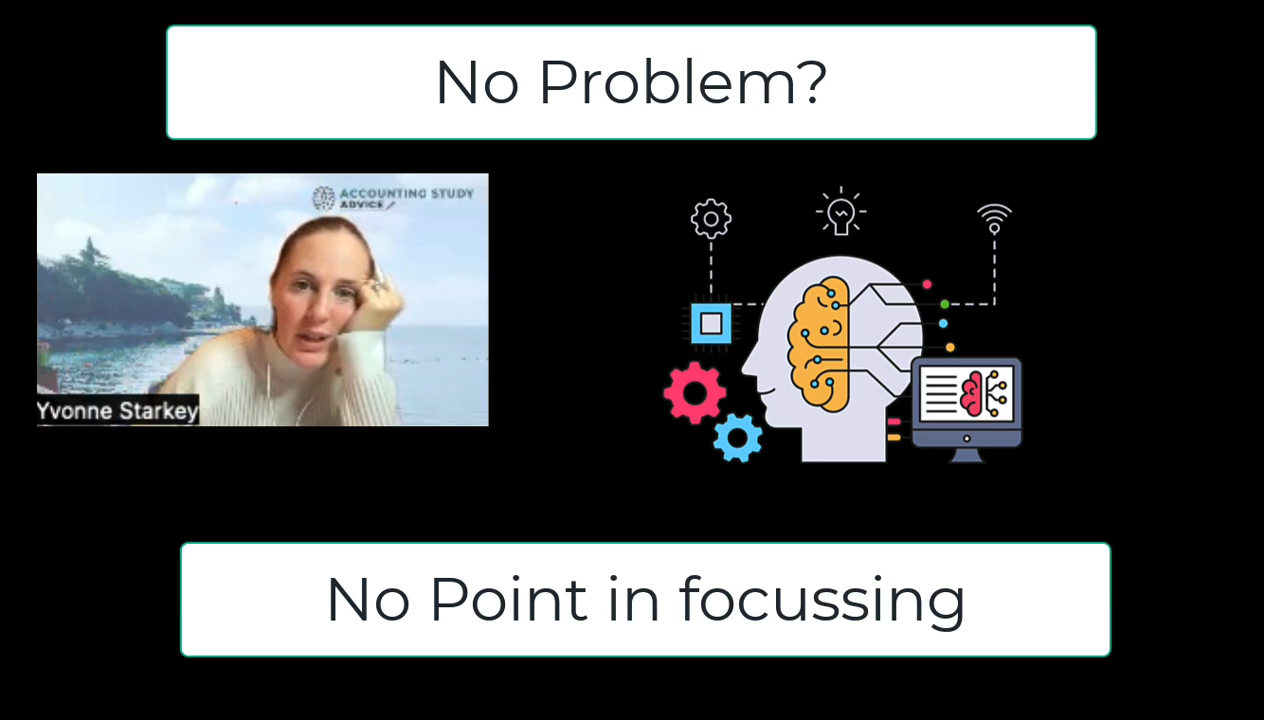 No Problem?
ACCOUNTING STUDY
ADVICE
Yvonne Starkey
No Point in focussing